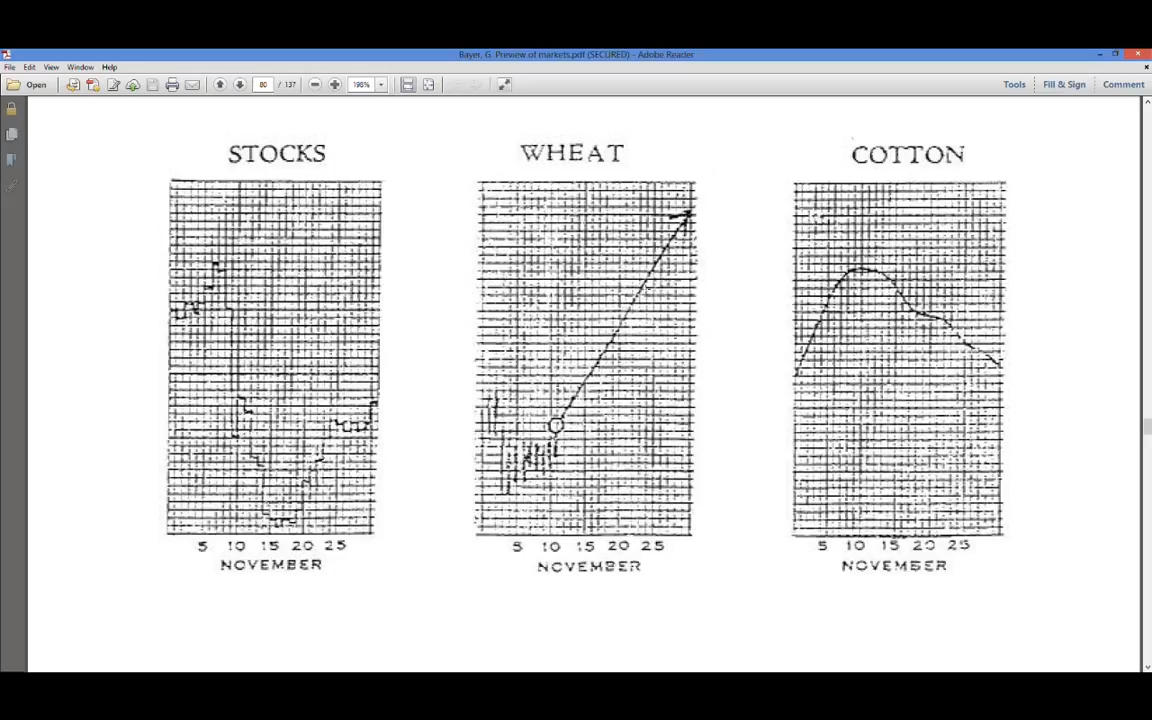 Bayer, G. Preview of markets.pdf (SECURED) - Adobe Reader
File Edit View Window Help
Open 80 / 137 198% Tools Fill & Sign Comment
STOCKS WHEAT COTTON
5 10 15 20 25 5 10 15 20 25 5 10 15 20 25
NOVEMBER NOVEMBER NOVEMBER